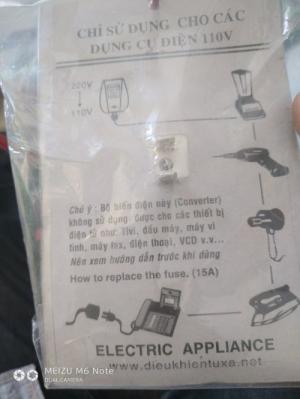 CHỈ SỬ DỤNG CHO CÁC
DỤNG CỤ ĐIỆN 110V
220V
110V
Chú ý : Bộ biến điện này (Converter)
không sử dụng được cho các thiết bị
điện tử như: Tivi, đầu máy, máy vi
tính, máy fax, điện thoại, VCD v.v...
Nên xem hướng dẫn trước khi dùng
How to replace the fuse. (15A)
ELECTRIC APPLIANCE
www.dieukhientuxa.net
MEIZU M6 Note
DUAL CAMERA